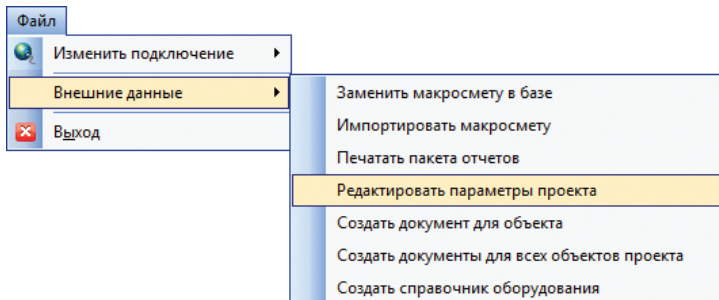 Файл
Изменить подключение
Внешние данные
Выход
Заменить макросмету в базе
Импортировать макросмету
Печатать пакета отчетов
Редактировать параметры проекта
Создать документ для объекта
Создать документы для всех объектов проекта
Создать справочник оборудования